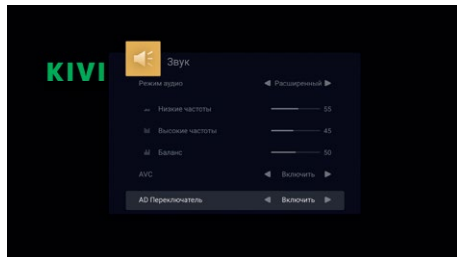 KIVI
Звук
Режим аудио Расширенный
Низкие частоты 55
Высокие частоты 45
Баланс 50
AVC Включить
AD Переключатель Включить